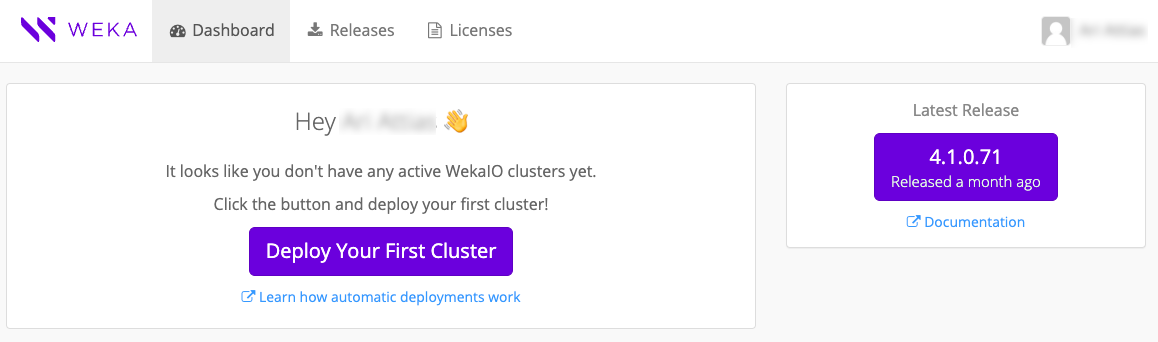 WEKA
Dashboard
Releases
Licenses
Hey
It looks like you don't have any active WekaIO clusters yet.
Click the button and deploy your first cluster!
Deploy Your First Cluster
Learn how automatic deployments work
Latest Release
4.1.0.71
Released a month ago
Documentation